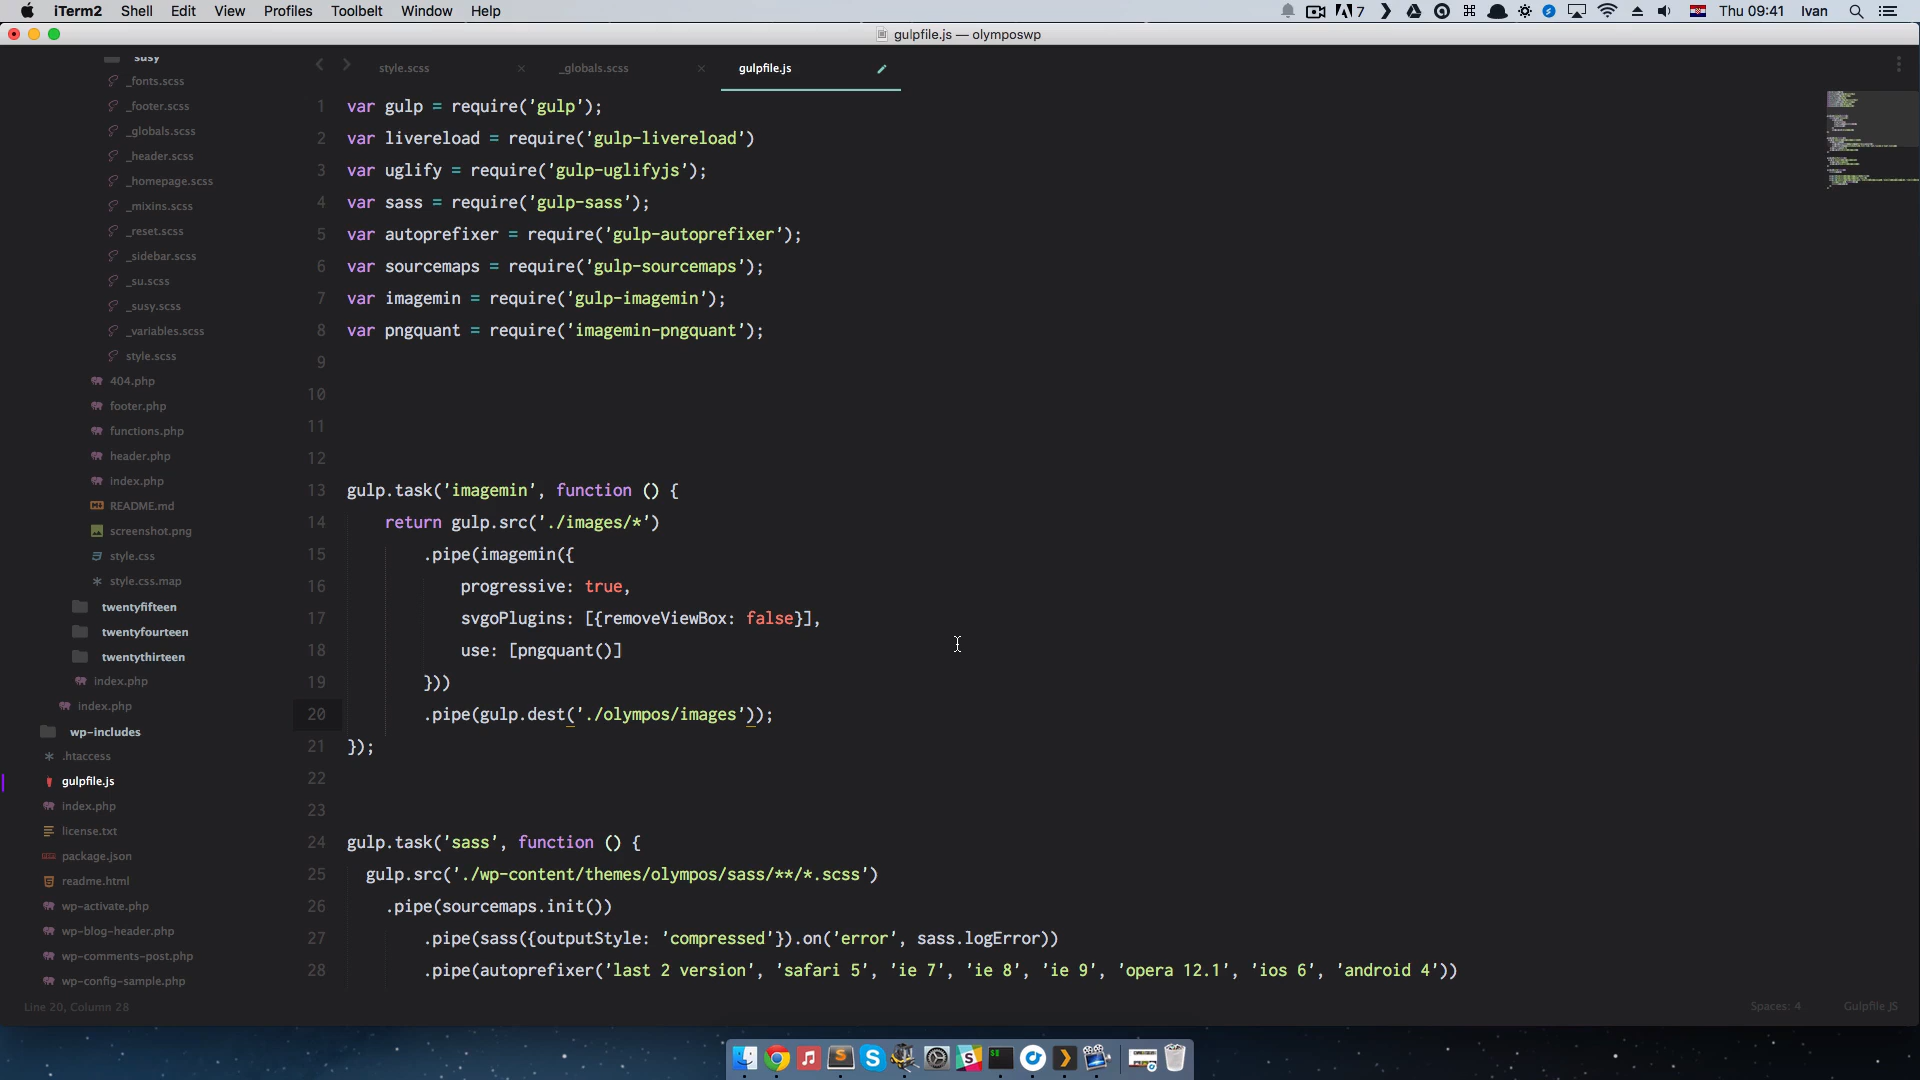 iTerm2 Shell Edit View Profiles Toolbelt Window Help 7 Thu 09:41 Ivan
gulpfile.js — olymposwp
susy
_fonts.scss
_footer.scss
_globals.scss
_header.scss
_homepage.scss
_mixins.scss
_reset.scss
_sidebar.scss
_su.scss
_susy.scss
_variables.scss
style.scss
404.php
footer.php
functions.php
header.php
index.php
README.md
screenshot.png
style.css
style.css.map
twentyfifteen
twentyfourteen
twentythirteen
index.php
index.php
wp-includes
.htaccess
gulpfile.js
index.php
license.txt
package.json
readme.html
wp-activate.php
wp-blog-header.php
wp-comments-post.php
wp-config-sample.php
style.scss _globals.scss gulpfile.js
1 var gulp = require('gulp');
2 var livereload = require('gulp-livereload')
3 var uglify = require('gulp-uglifyjs');
4 var sass = require('gulp-sass');
5 var autoprefixer = require('gulp-autoprefixer');
6 var sourcemaps = require('gulp-sourcemaps');
7 var imagemin = require('gulp-imagemin');
8 var pngquant = require('imagemin-pngquant');
9
10
11
12
13 gulp.task('imagemin', function () {
14 return gulp.src('./images/*')
15 .pipe(imagemin({
16 progressive: true,
17 svgoPlugins: [{removeViewBox: false}],
18 use: [pngquant()]
19 }))
20 .pipe(gulp.dest('./olympos/images'));
21 });
22
23
24 gulp.task('sass', function () {
25 gulp.src('./wp-content/themes/olympos/sass/**/*.scss')
26 .pipe(sourcemaps.init())
27 .pipe(sass({outputStyle: 'compressed'}).on('error', sass.logError))
28 .pipe(autoprefixer('last 2 version', 'safari 5', 'ie 7', 'ie 8', 'ie 9', 'opera 12.1', 'ios 6', 'android 4'))
Line 20, Column 28 Spaces: 4 Gulpfile JS